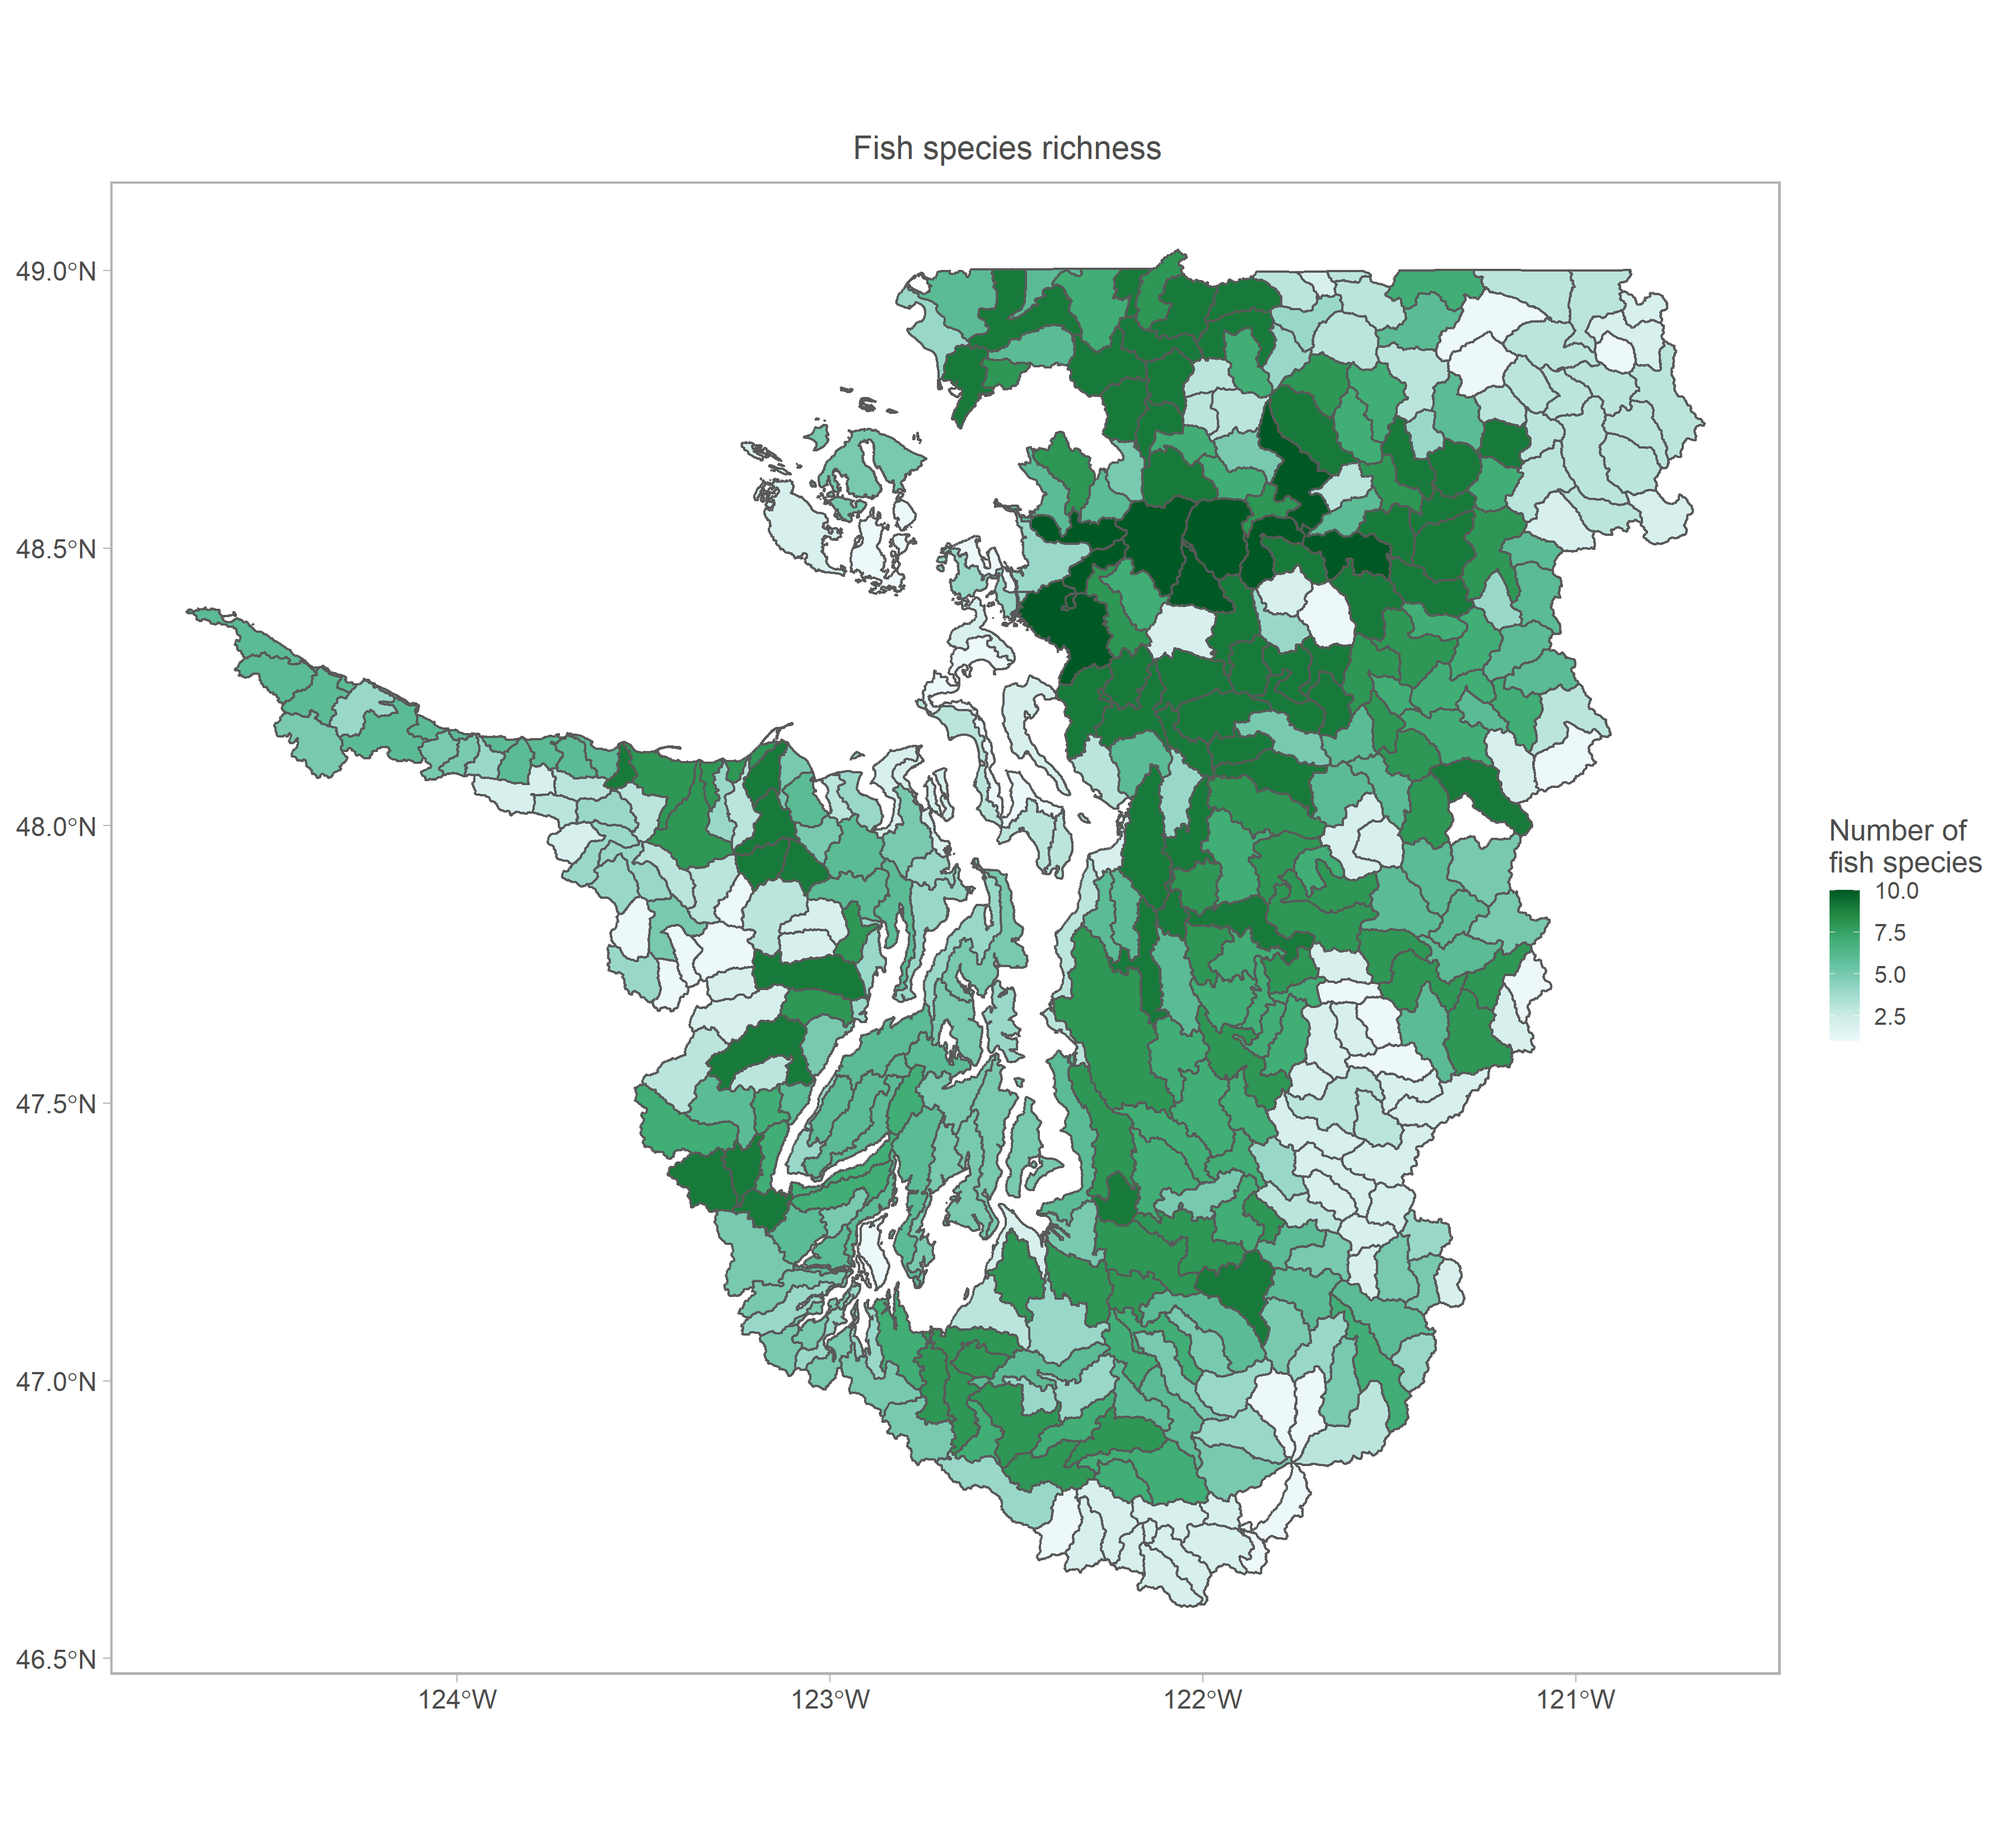 Fish species richness
49.0°N
48.5°N
48.0°N
47.5°N
47.0°N
46.5°N
124°W
123°W
122°W
121°W
Number of
fish species
10.0
7.5
5.0
2.5